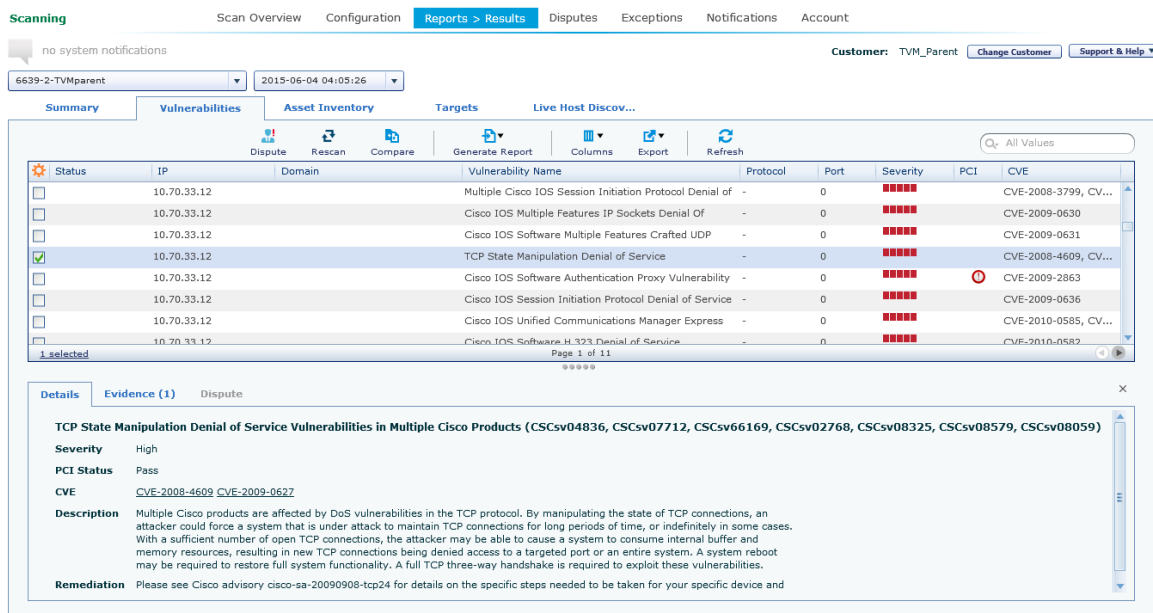 Scanning Scan Overview Configuration Reports > Results Disputes Exceptions Notifications Account
no system notifications Customer: TVM_Parent Change Customer Support & Help
6639-2-TVMparent 2015-06-04 04:05:26
Summary Vulnerabilities Asset Inventory Targets Live Host Discov...
Dispute Rescan Compare Generate Report Columns Export Refresh All Values
Status IP Domain Vulnerability Name Protocol Port Severity PCI CVE
10.70.33.12 Multiple Cisco IOS Session Initiation Protocol Denial of - 0 CVE-2008-3799, CV...
10.70.33.12 Cisco IOS Multiple Features IP Sockets Denial Of - 0 CVE-2009-0630
10.70.33.12 Cisco IOS Software Multiple Features Crafted UDP - 0 CVE-2009-0631
10.70.33.12 TCP State Manipulation Denial of Service - 0 CVE-2008-4609, CV...
10.70.33.12 Cisco IOS Software Authentication Proxy Vulnerability - 0 CVE-2009-2863
10.70.33.12 Cisco IOS Session Initiation Protocol Denial of Service - 0 CVE-2009-0636
10.70.33.12 Cisco IOS Unified Communications Manager Express - 0 CVE-2010-0585, CV...
10.70.33.12 Cisco IOS Software H.323 Denial of Service - 0 CVE-2010-0582
1 selected Page 1 of 11
Details Evidence (1) Dispute
TCP State Manipulation Denial of Service Vulnerabilities in Multiple Cisco Products (CSCsv04836, CSCsv07712, CSCsv66169, CSCsv02768, CSCsv08325, CSCsv08579, CSCsv08059)
Severity High
PCI Status Pass
CVE CVE-2008-4609 CVE-2009-0627
Description Multiple Cisco products are affected by DoS vulnerabilities in the TCP protocol. By manipulating the state of TCP connections, an
attacker could force a system that is under attack to maintain TCP connections for long periods of time, or indefinitely in some cases.
With a sufficient number of open TCP connections, the attacker may be able to cause a system to consume internal buffer and
memory resources, resulting in new TCP connections being denied access to a targeted port or an entire system. A system reboot
may be required to restore full system functionality. A full TCP three-way handshake is required to exploit these vulnerabilities.
Remediation Please see Cisco advisory cisco-sa-20090908-tcp24 for details on the specific steps needed to be taken for your specific device and